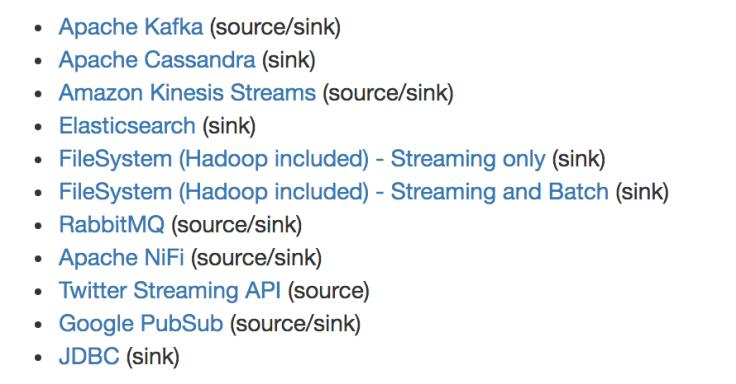 Apache Kafka (source/sink)
Apache Cassandra (sink)
Amazon Kinesis Streams (source/sink)
Elasticsearch (sink)
FileSystem (Hadoop included) - Streaming only (sink)
FileSystem (Hadoop included) - Streaming and Batch (sink)
RabbitMQ (source/sink)
Apache NiFi (source/sink)
Twitter Streaming API (source)
Google PubSub (source/sink)
JDBC (sink)